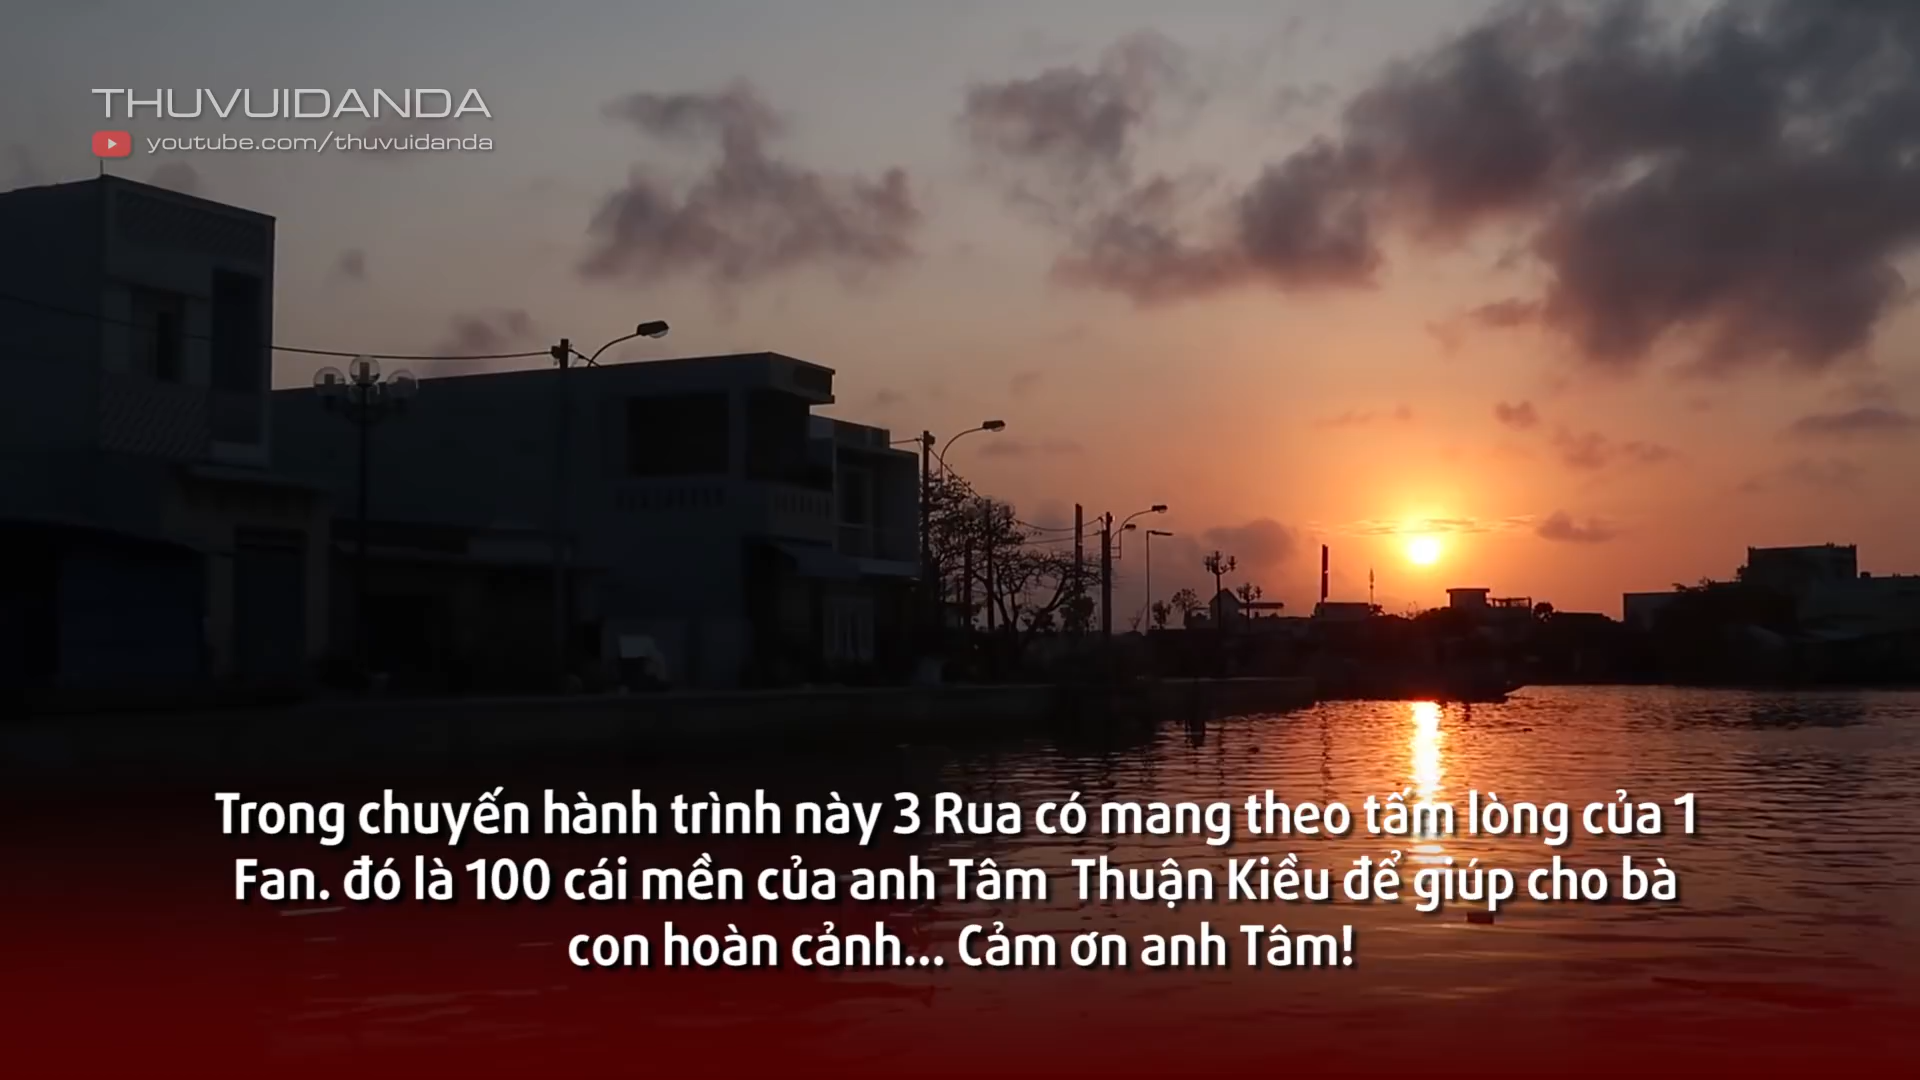 THUVUIDANDA
youtube.com/thuvuidanda
Trong chuyến hành trình này 3 Rua có mang theo tấm lòng của 1
Fan. đó là 100 cái mền của anh Tâm Thuận Kiều để giúp cho bà
con hoàn cảnh... Cảm ơn anh Tâm!